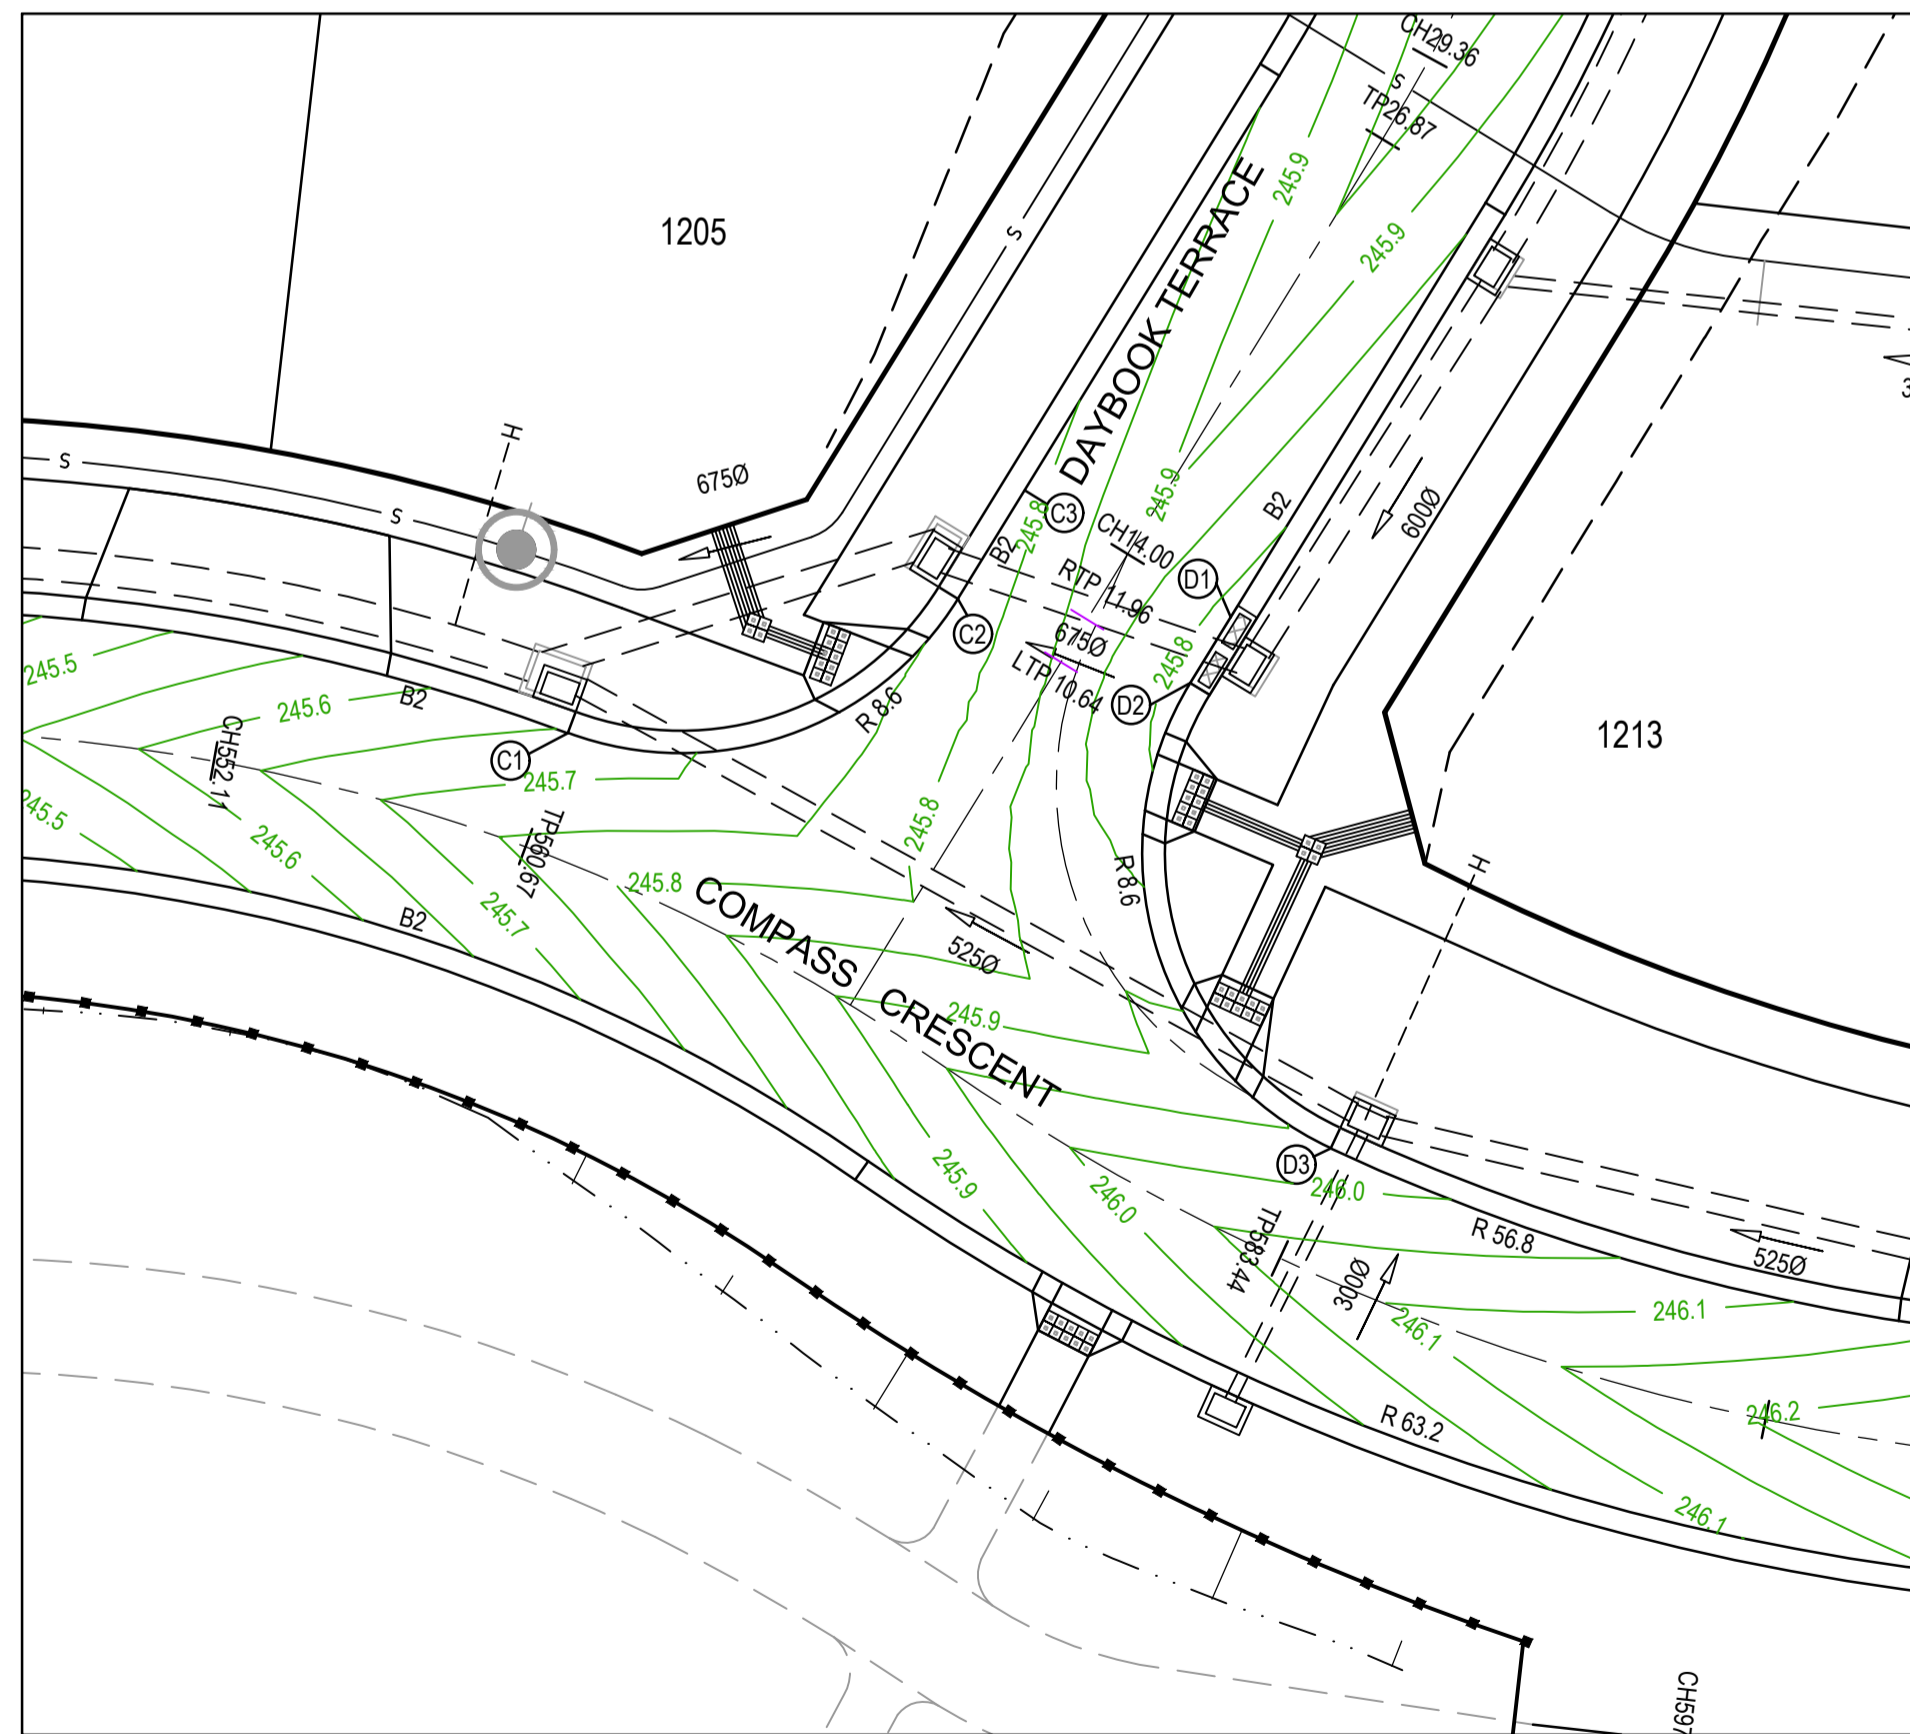 CH29.36
S
TP26.87
245.9
1205
S
245.9
DAYBOOK TERRACE
H
S
675Ø
245.9
B2
600Ø
C3
245.8
S
CH14.00
B2
RTP 11.96
D1
C2
675Ø
245.8
245.5
LTP 10.64
D2
B2
245.6
R 8.6
1213
CH552.11
C1
245.7
245.5
245.8
TP560.67
245.6
H
R 8.6
245.8
B2
245.7
COMPASS CRESCENT
525Ø
245.9
D3
245.9
246.0
246.0
R 56.8
TP583.44
525Ø
300Ø
246.1
246.1
R 63.2
246.2
246.1
CH597